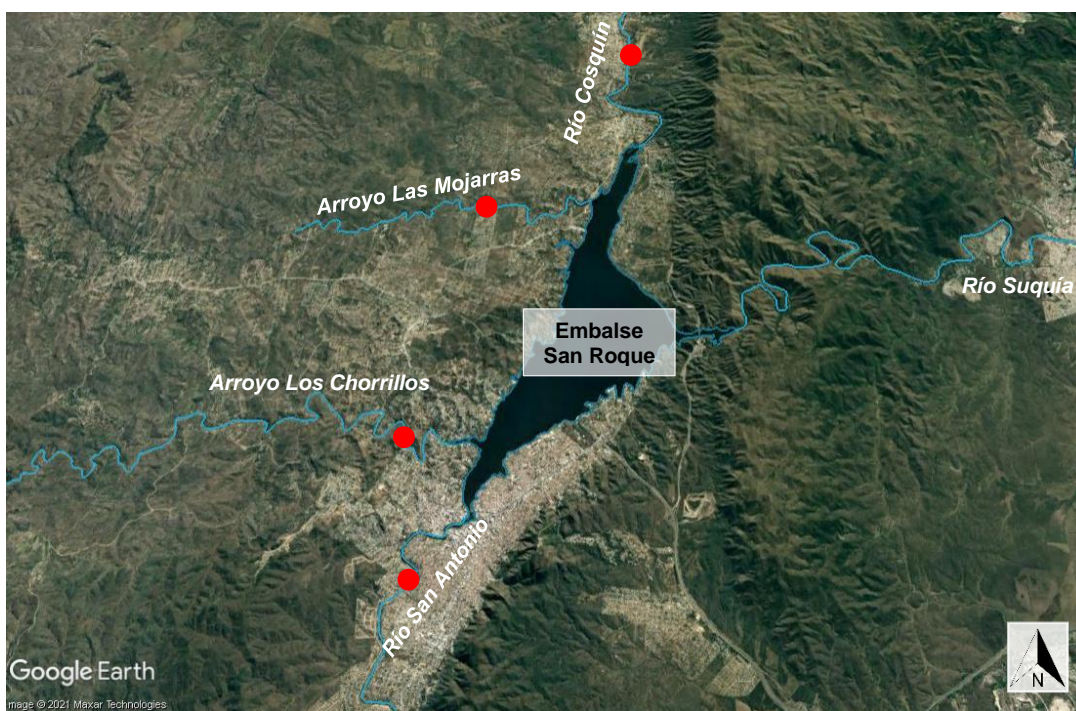 Río Cosquín
Arroyo Las Mojarras
Río Suquía
Embalse
San Roque
Arroyo Los Chorrillos
Río San Antonio
Google Earth
N
mage © 2021 Maxar Technologies